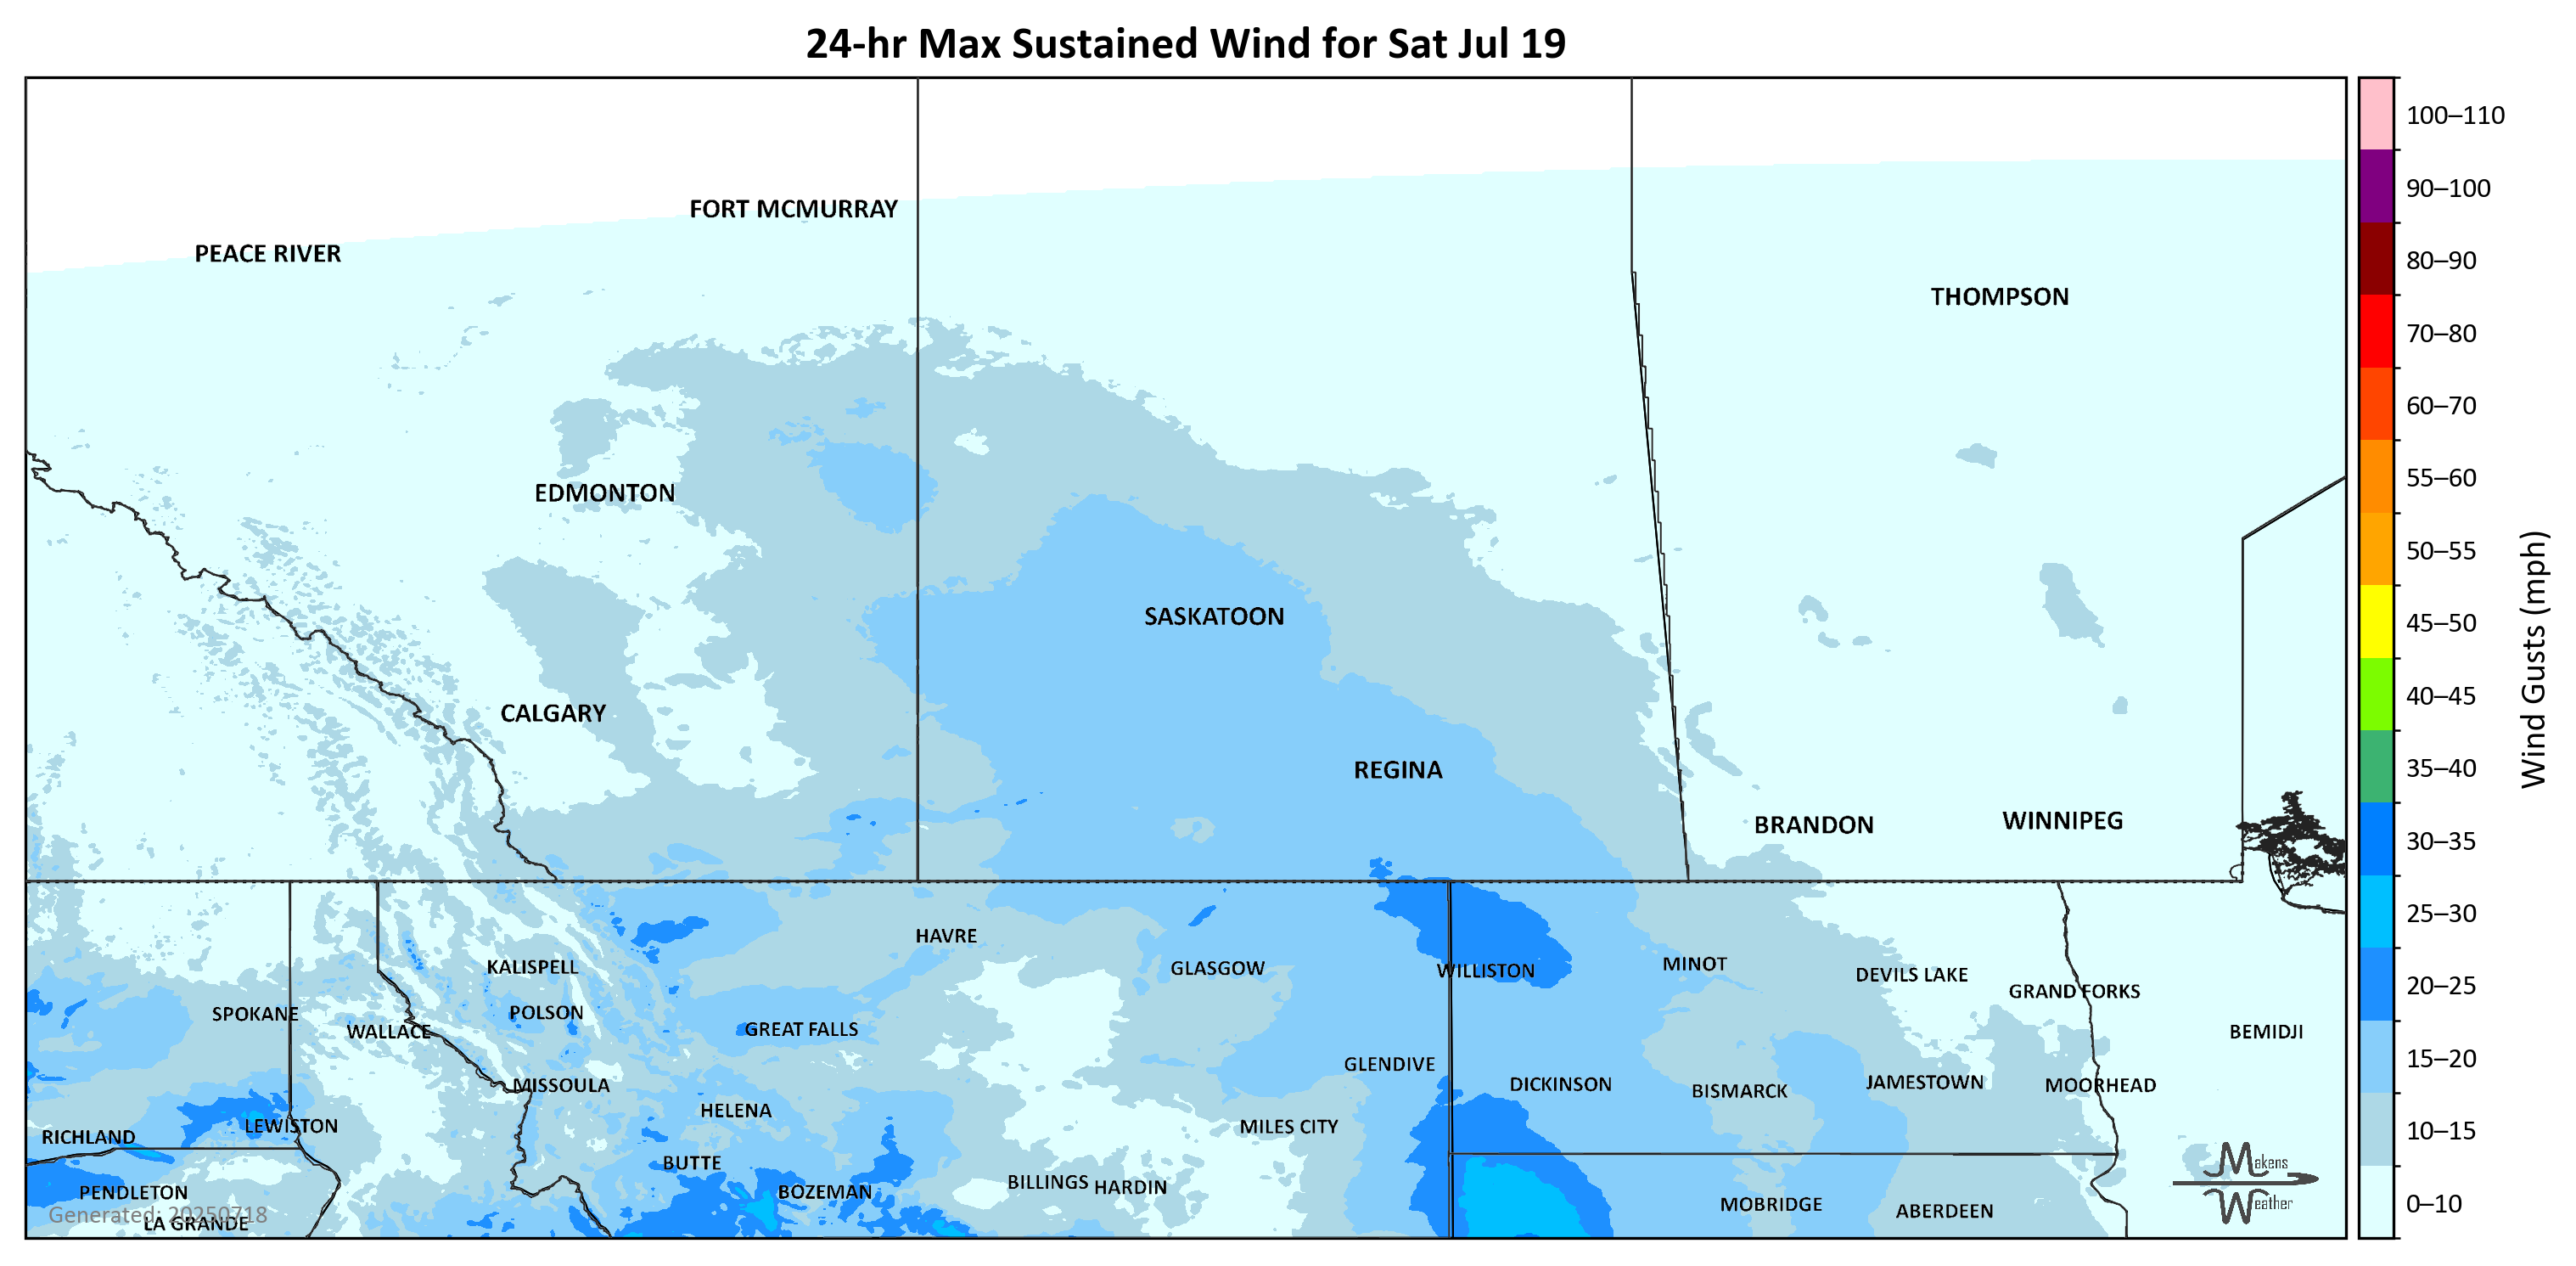 24-hr Max Sustained Wind for Sat Jul 19
100–110
90–100
80–90
70–80
60–70
55–60
50–55
45–50
40–45
35–40
30–35
25–30
20–25
15–20
10–15
0–10
Wind Gusts (mph)
FORT MCMURRAY
PEACE RIVER
THOMPSON
EDMONTON
SASKATOON
CALGARY
REGINA
BRANDON
WINNIPEG
HAVRE
KALISPELL
GLASGOW
WILLISTON
MINOT
DEVILS LAKE
GRAND FORKS
SPOKANE
POLSON
WALLACE
GREAT FALLS
BEMIDJI
GLENDIVE
MISSOULA
DICKINSON
BISMARCK
JAMESTOWN
MOORHEAD
HELENA
LEWISTON
MILES CITY
RICHLAND
BUTTE
BOZEMAN
BILLINGS
HARDIN
PENDLETON
MOBRIDGE
ABERDEEN
LA GRANDE
Generated: 20250718
Makens
Weather